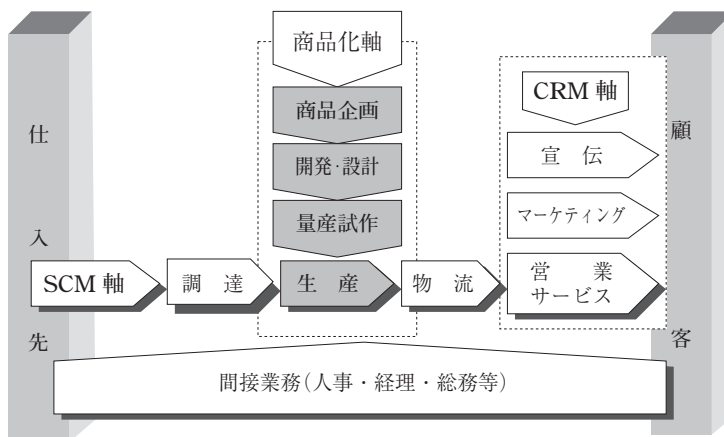 仕入先
商品化軸
商品企画
開発·設計
量産試作
CRM 軸
宣 伝
マーケティング
SCM 軸
調 達
生 産
物 流
営 業
サービス
顧客
間接業務(人事・経理・総務等)